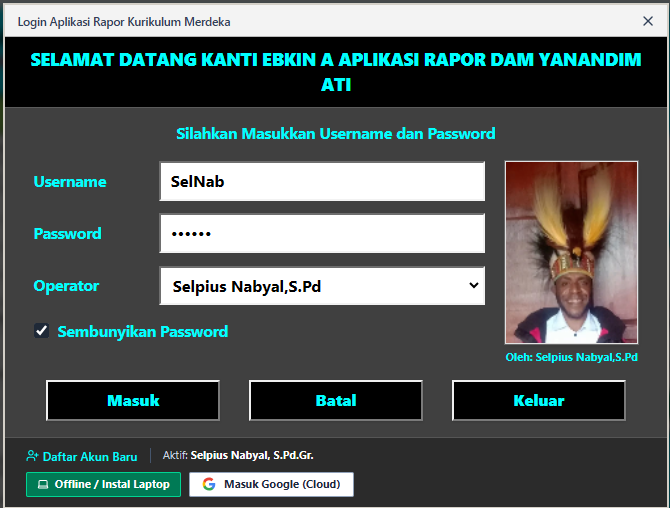 Login Aplikasi Rapor Kurikulum Merdeka
SELAMAT DATANG KANTI EBKIN A APLIKASI RAPOR DAM YANANDIM
ATI
Silahkan Masukkan Username dan Password
Username
SelNab
Password
••••••
Operator
Selpius Nabyal,S.Pd
Sembunyikan Password
Oleh: Selpius Nabyal,S.Pd
Masuk
Batal
Keluar
Daftar Akun Baru
Aktif: Selpius Nabyal, S.Pd.Gr.
Offline / Instal Laptop
Masuk Google (Cloud)